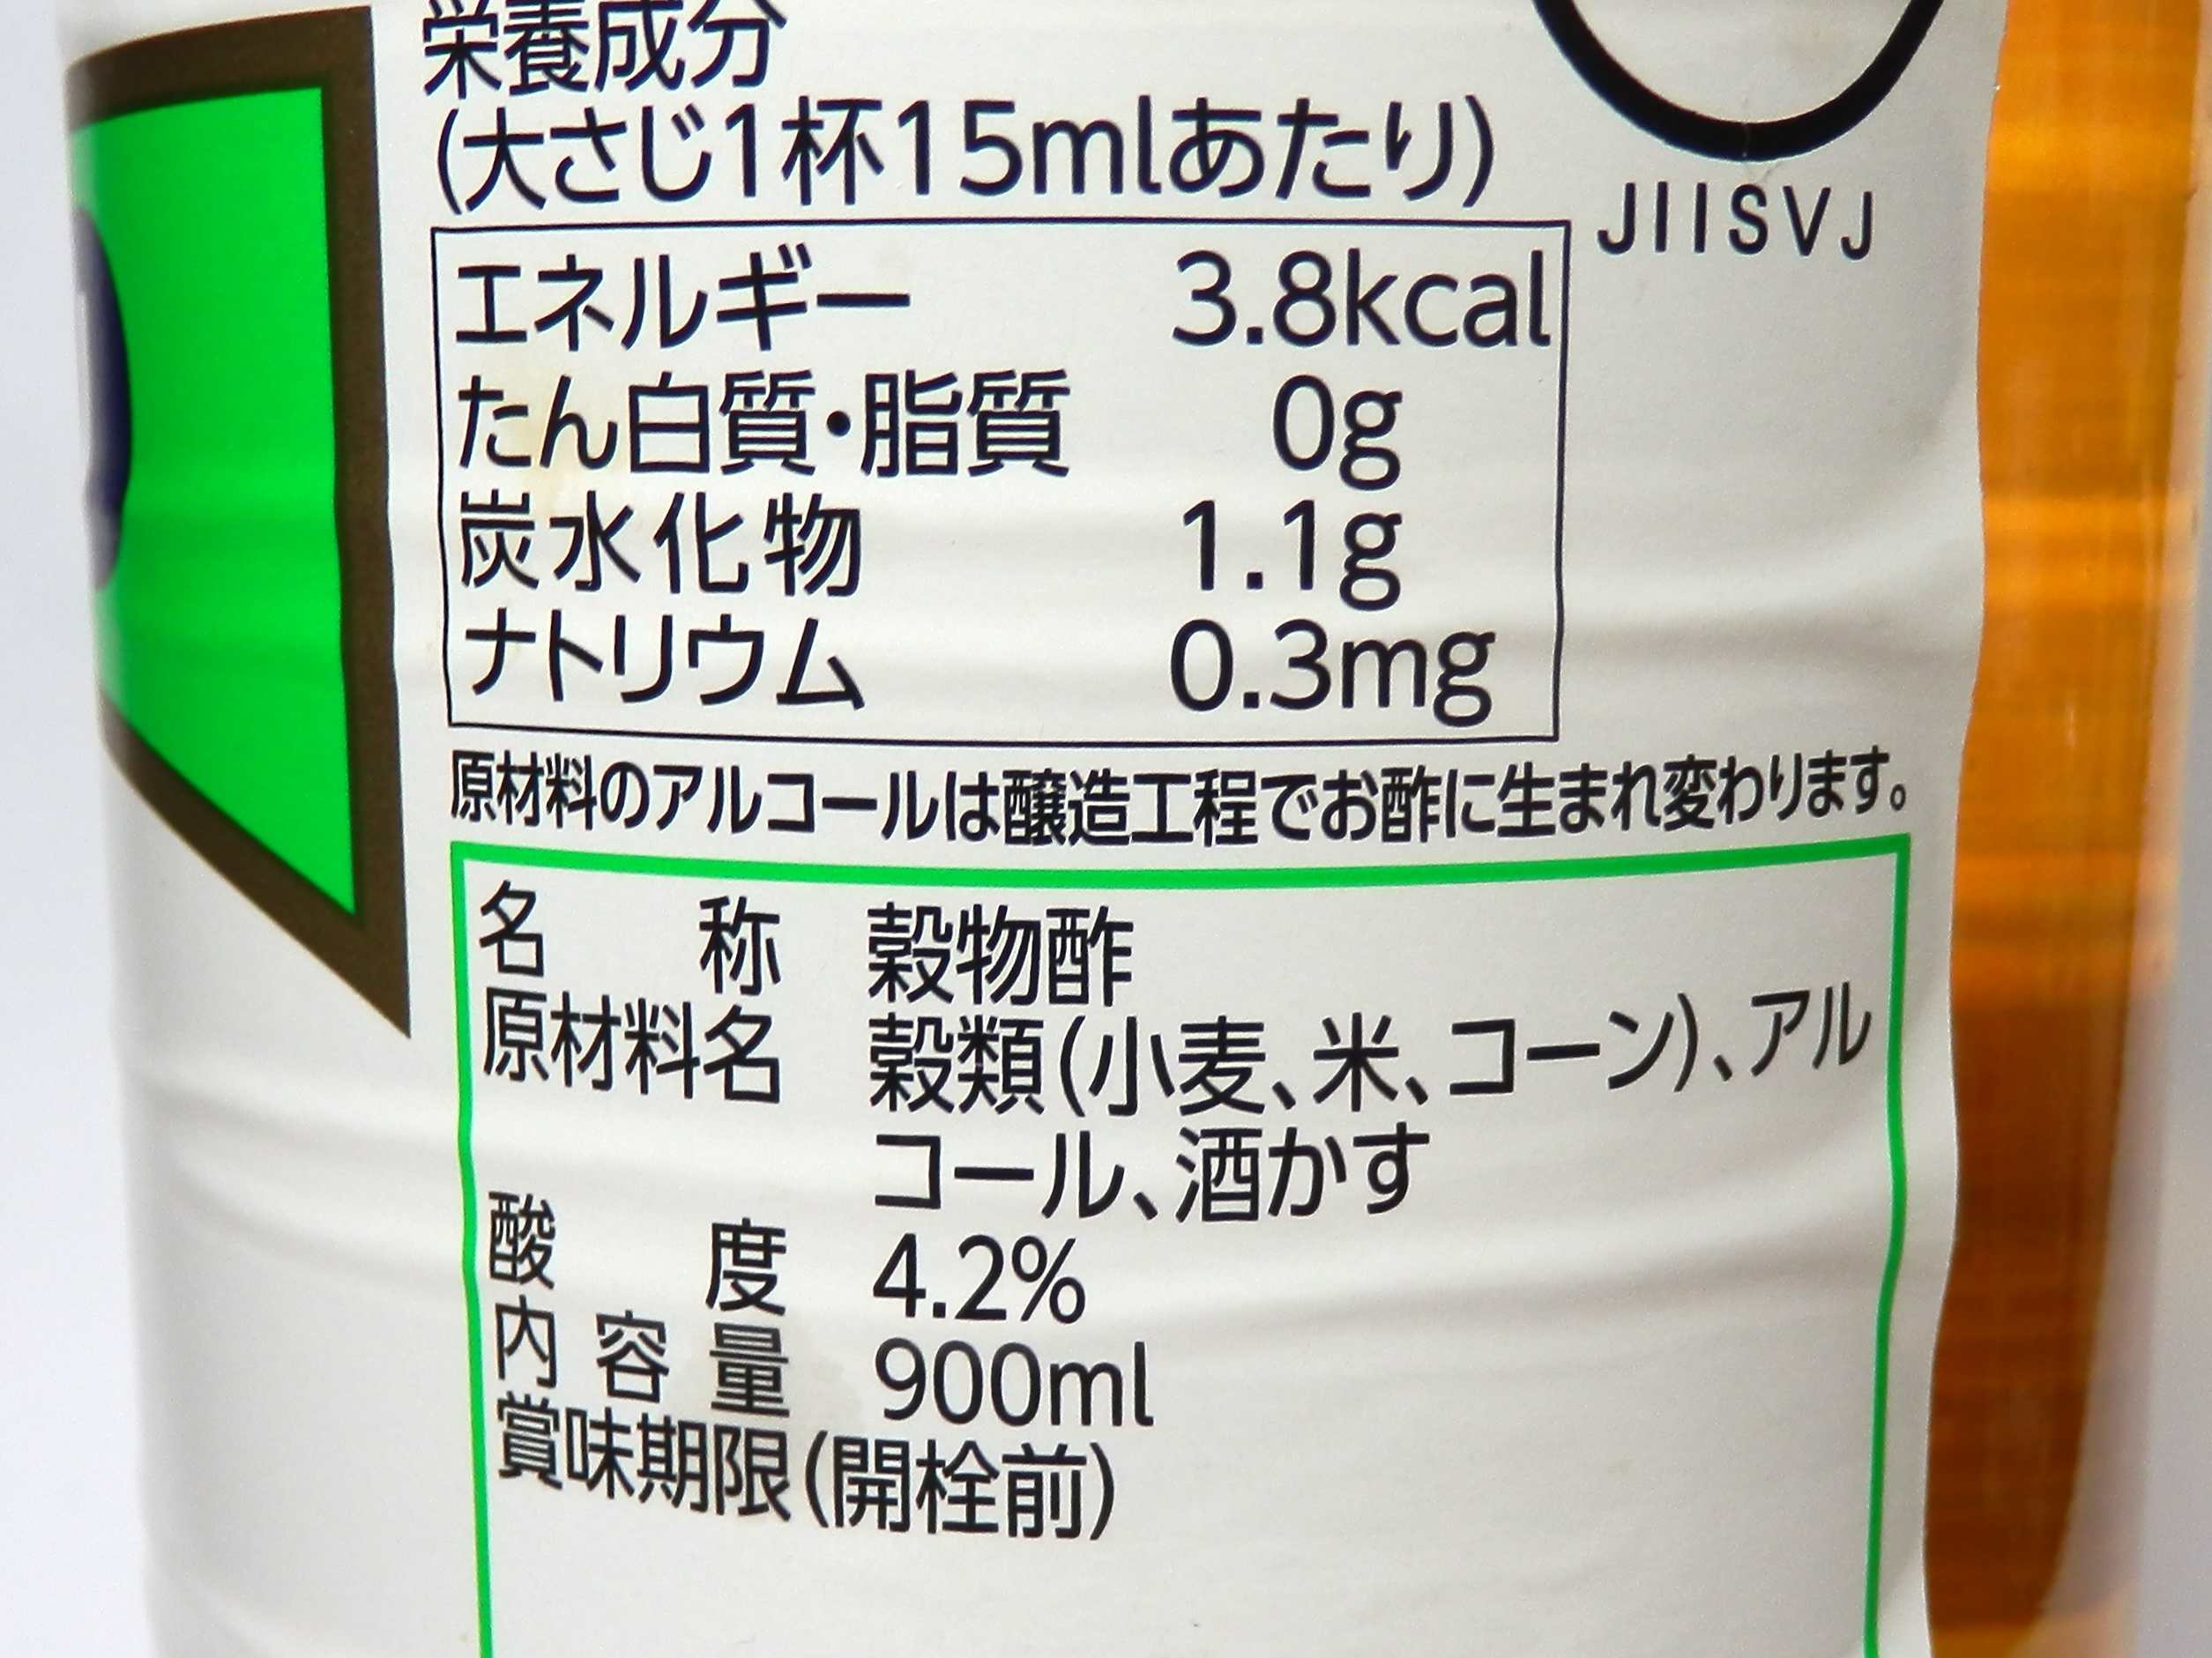 栄養成分
(大さじ1杯15mlあたり)
JIISVJ
エネルギー 3.8kcal
たん白質・脂質 0g
炭水化物 1.1g
ナトリウム 0.3mg
原材料のアルコールは醸造工程でお酢に生まれ変わります。
名称 穀物酢
原材料名 穀類(小麦、米、コーン)、アル
コール、酒かす
酸度 4.2%
内容量 900ml
賞味期限(開栓前)